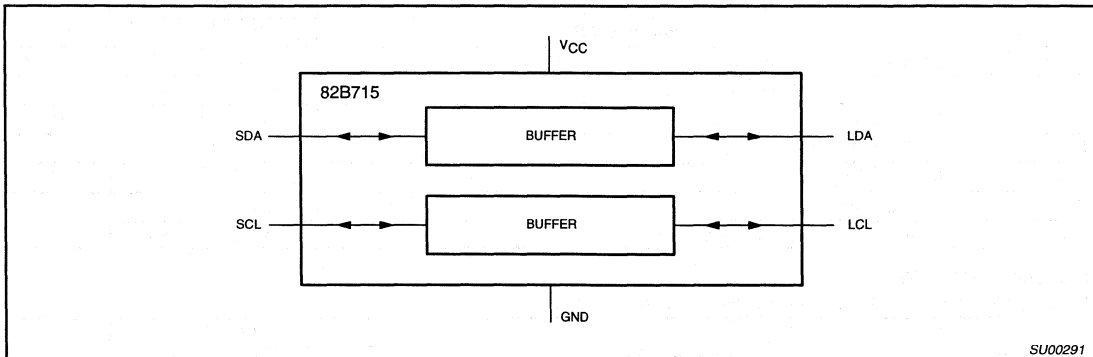 VCC
82B715
SDA
BUFFER
LDA
SCL
BUFFER
LCL
GND
SU00291